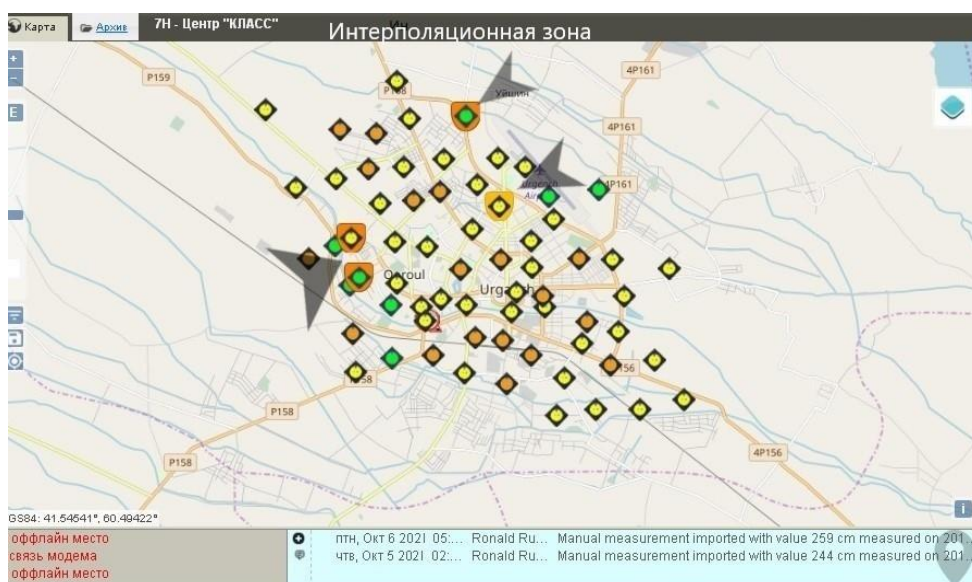 Карта
Архив
7Н - Центр "КЛАСС"
Интерполяционная зона
E
P159
4P161
Уйшлин
4P161
4P161
Urgench
Qoroul
P158
P158
4P156
GS84: 41.54541°, 60.49422°
i
оффлайн место
связь модема
оффлайн место
птн, Окт 6 2021 05:... Ronald Ru... Manual measurement imported with value 259 cm measured on 201...
чтв, Окт 5 2021 02:... Ronald Ru... Manual measurement imported with value 244 cm measured on 201...